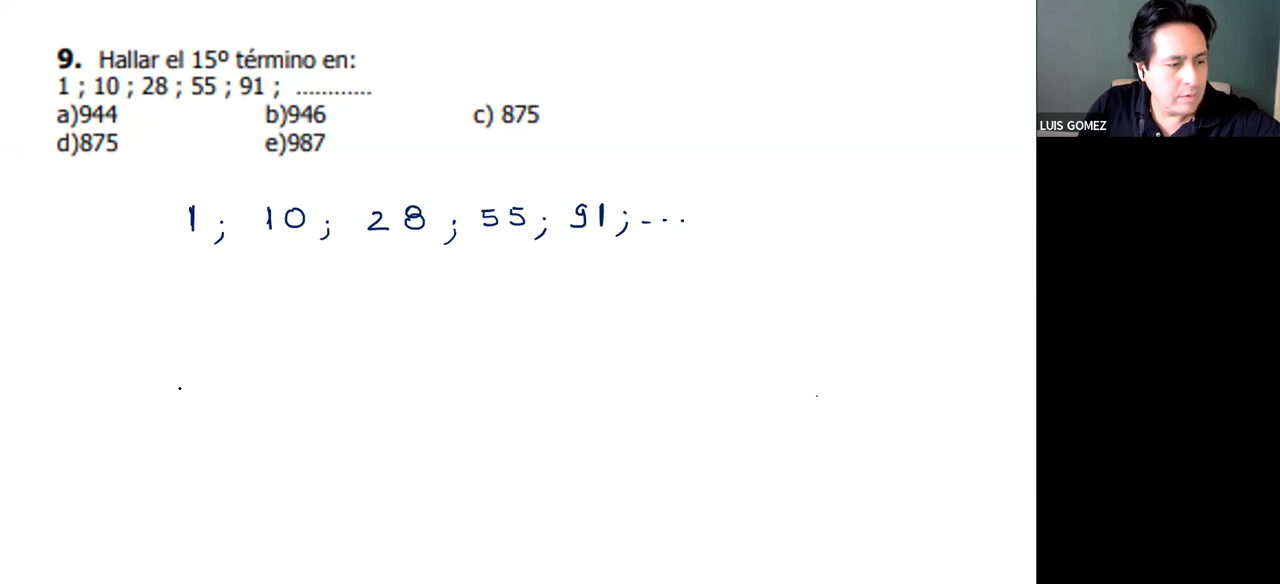 9. Hallar el 15º término en:
1 ; 10 ; 28 ; 55 ; 91 ; ............
a)944 b)946 c) 875
d)875 e)987
1 ; 10 ; 28 ; 55 ; 91 ; - ...
LUIS GOMEZ